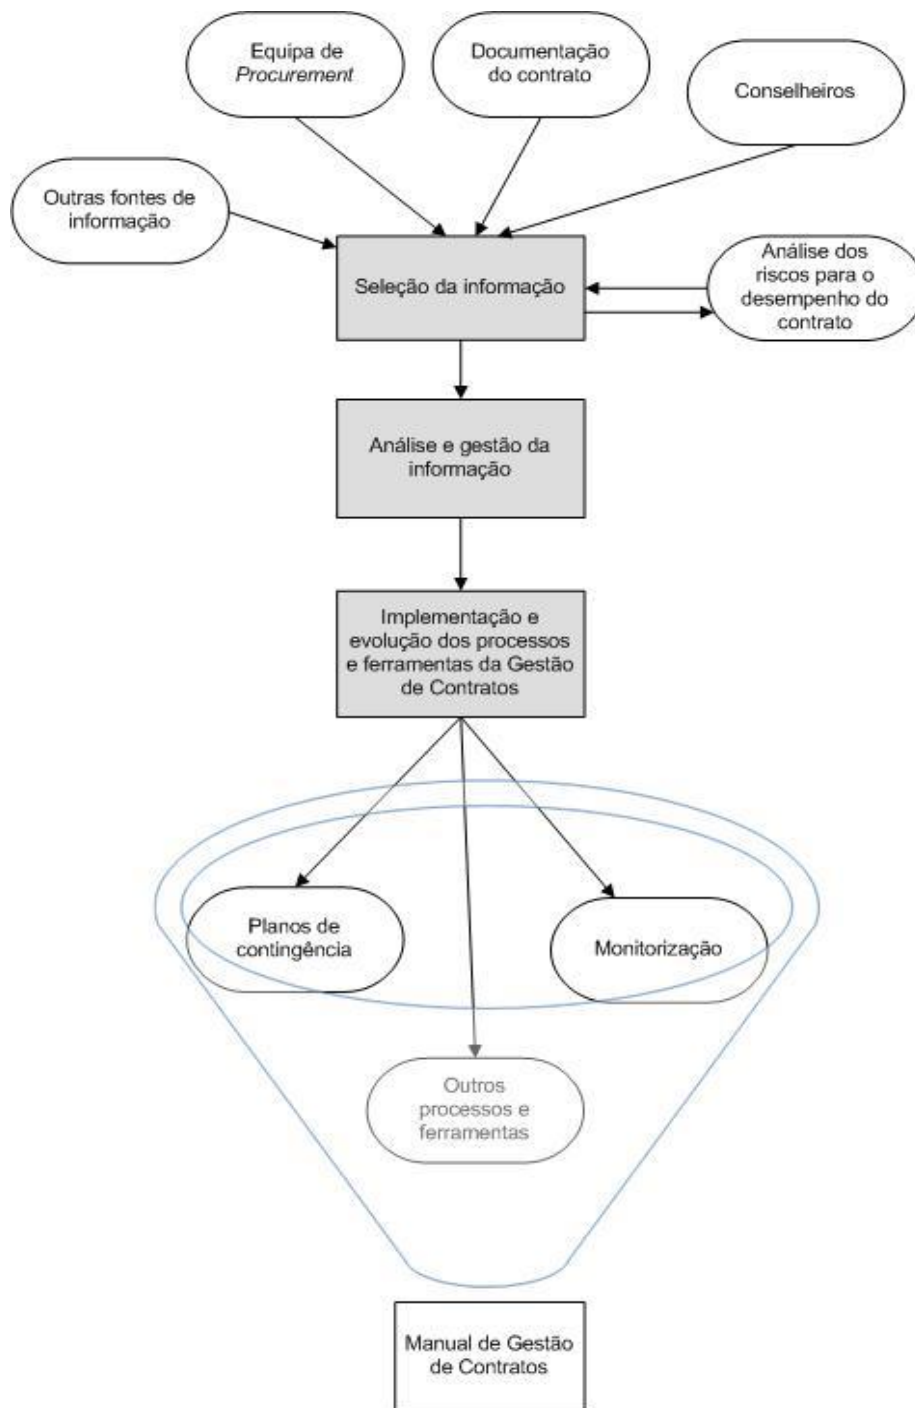 Equipa de
Procurement
Documentação
do contrato
Conselheiros
Outras fontes de
informação
Seleção da informação
Análise dos
riscos para o
desempenho do
contrato
Análise e gestão da
informação
Implementação e
evolução dos processos
e ferramentas da Gestão
de Contratos
Planos de
contingência
Monitorização
Outros
processos e
ferramentas
Manual de Gestão
de Contratos